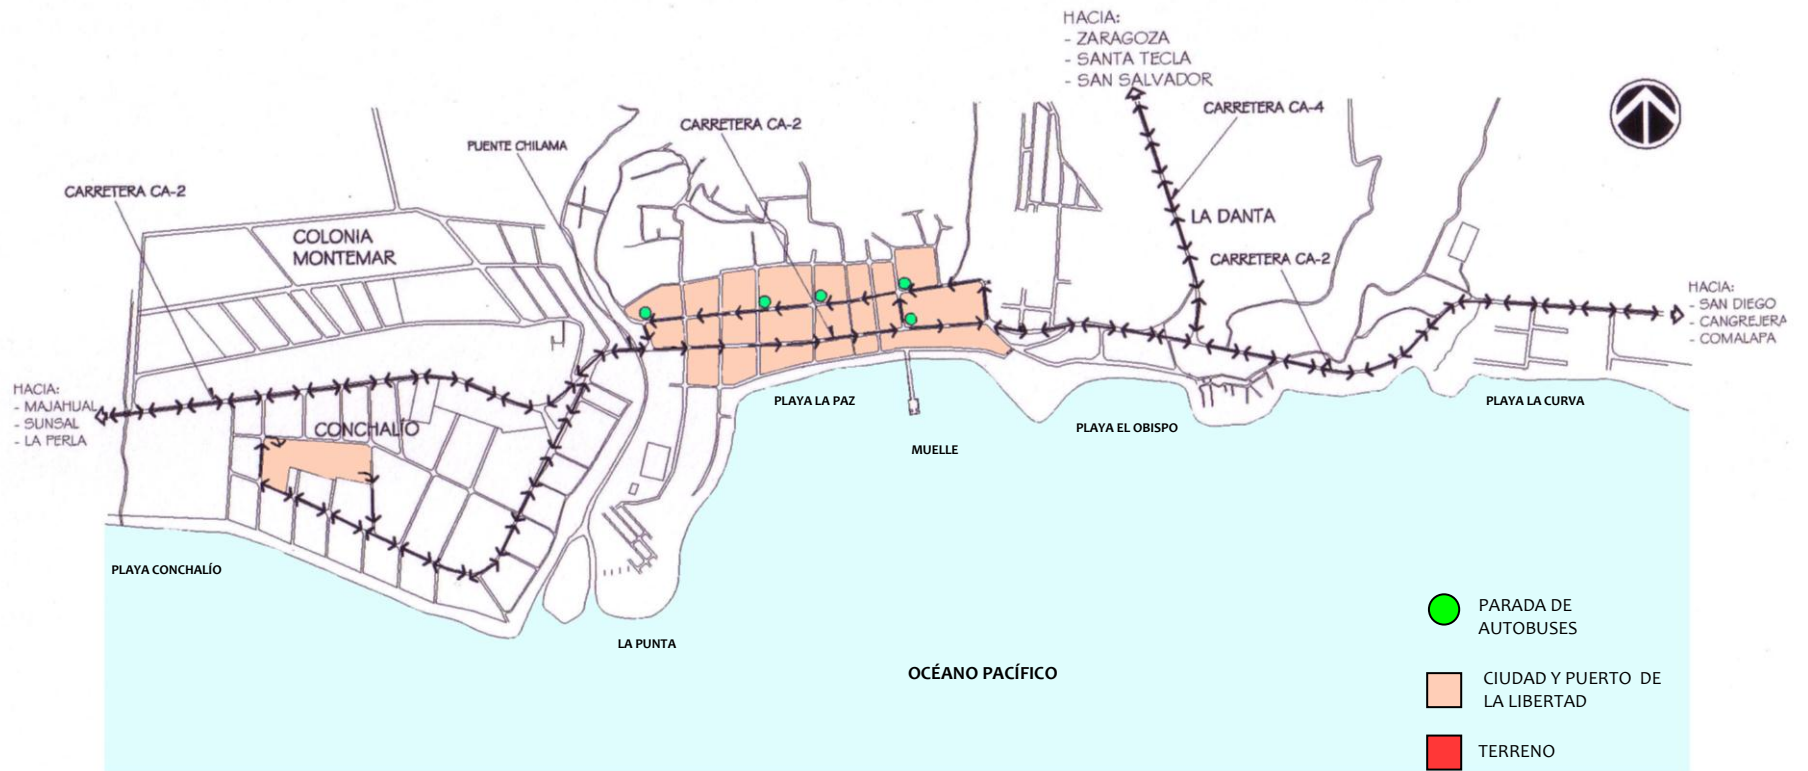 HACIA:
- ZARAGOZA
- SANTA TECLA
- SAN SALVADOR
CARRETERA CA-4
CARRETERA CA-2
PUENTE CHILAMA
CARRETERA CA-2
LA DANTA
COLONIA
MONTEMAR
CARRETERA CA-2
HACIA:
- SAN DIEGO
- CANGREJERA
- COMALAPA
HACIA:
- MAJAHUAL
- SUNSAL
- LA PERLA
CONCHALÍO
PLAYA LA PAZ
PLAYA EL OBISPO
PLAYA LA CURVA
MUELLE
PLAYA CONCHALÍO
LA PUNTA
OCÉANO PACÍFICO
PARADA DE
AUTOBUSES
CIUDAD Y PUERTO DE
LA LIBERTAD
TERRENO